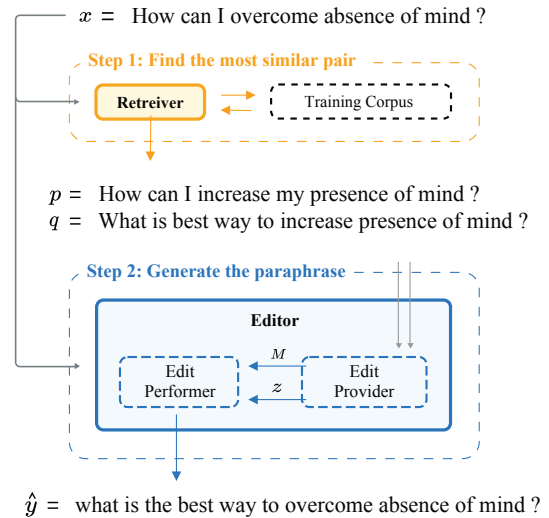 x = How can I overcome absence of mind ?
Step 1: Find the most similar pair
Retreiver
Training Corpus
p = How can I increase my presence of mind ?
q = What is best way to increase presence of mind ?
Step 2: Generate the paraphrase
Editor
M
Edit
Performer
z
Edit
Provider
ŷ = what is the best way to overcome absence of mind ?